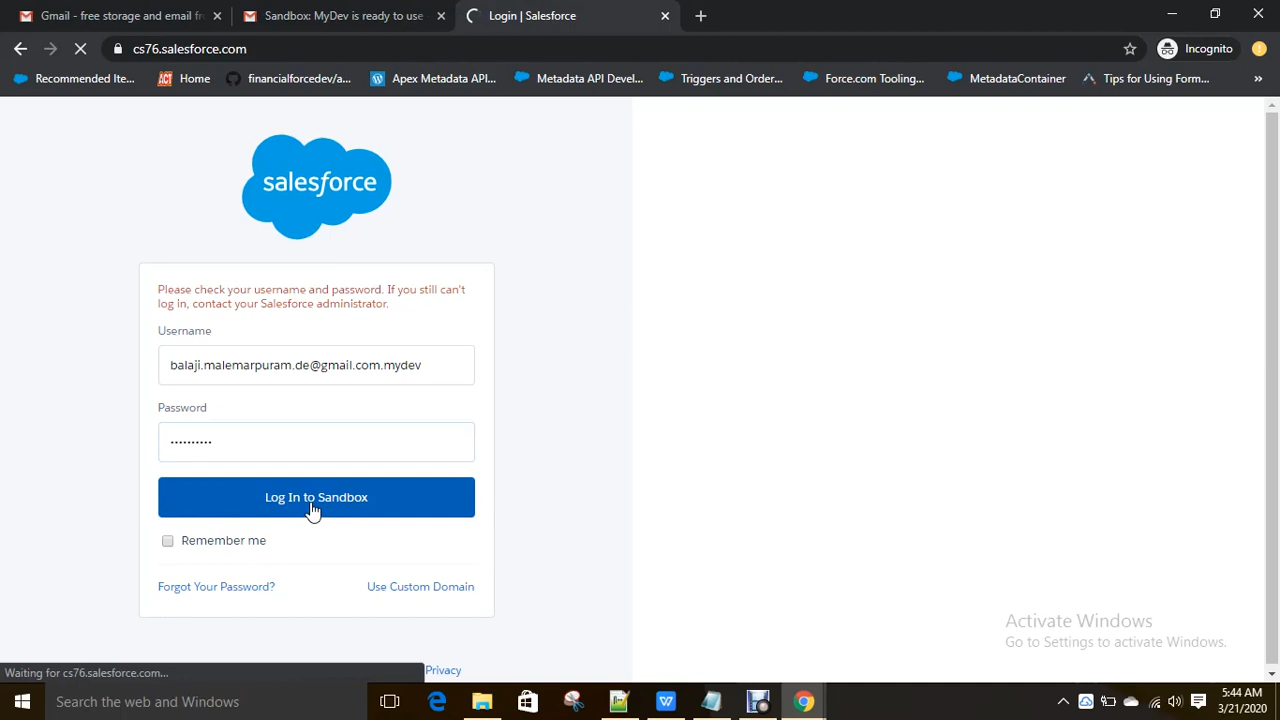 Gmail - free storage and email fr
Sandbox: MyDev is ready to use
Login | Salesforce
cs76.salesforce.com
Incognito
Recommended Ite...
ACT
Home
financialforcedev/a...
Apex Metadata API...
Metadata API Devel...
Triggers and Order...
Force.com Tooling...
MetadataContainer
Tips for Using Form...
salesforce
Please check your username and password. If you still can't
log in, contact your Salesforce administrator.
Username
balaji.malemarpuram.de@gmail.com.mydev
Password
••••••••••
Log In to Sandbox
Remember me
Forgot Your Password?
Use Custom Domain
Activate Windows
Go to Settings to activate Windows.
Waiting for cs76.salesforce.com...
Privacy
Search the web and Windows
5:44 AM
3/21/2020